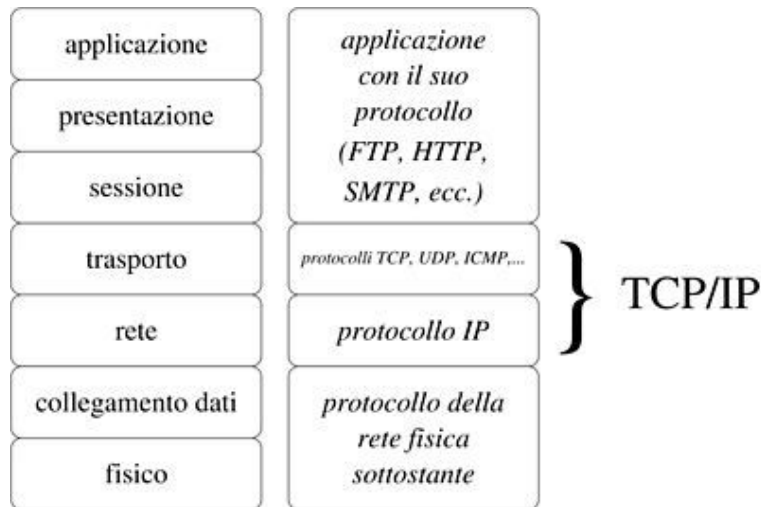 applicazione
presentazione
sessione
trasporto
rete
collegamento dati
fisico
applicazione
con il suo
protocollo
(FTP, HTTP,
SMTP, ecc.)
protocolli TCP, UDP, ICMP,...
protocollo IP
protocollo della
rete fisica
sottostante
} TCP/IP